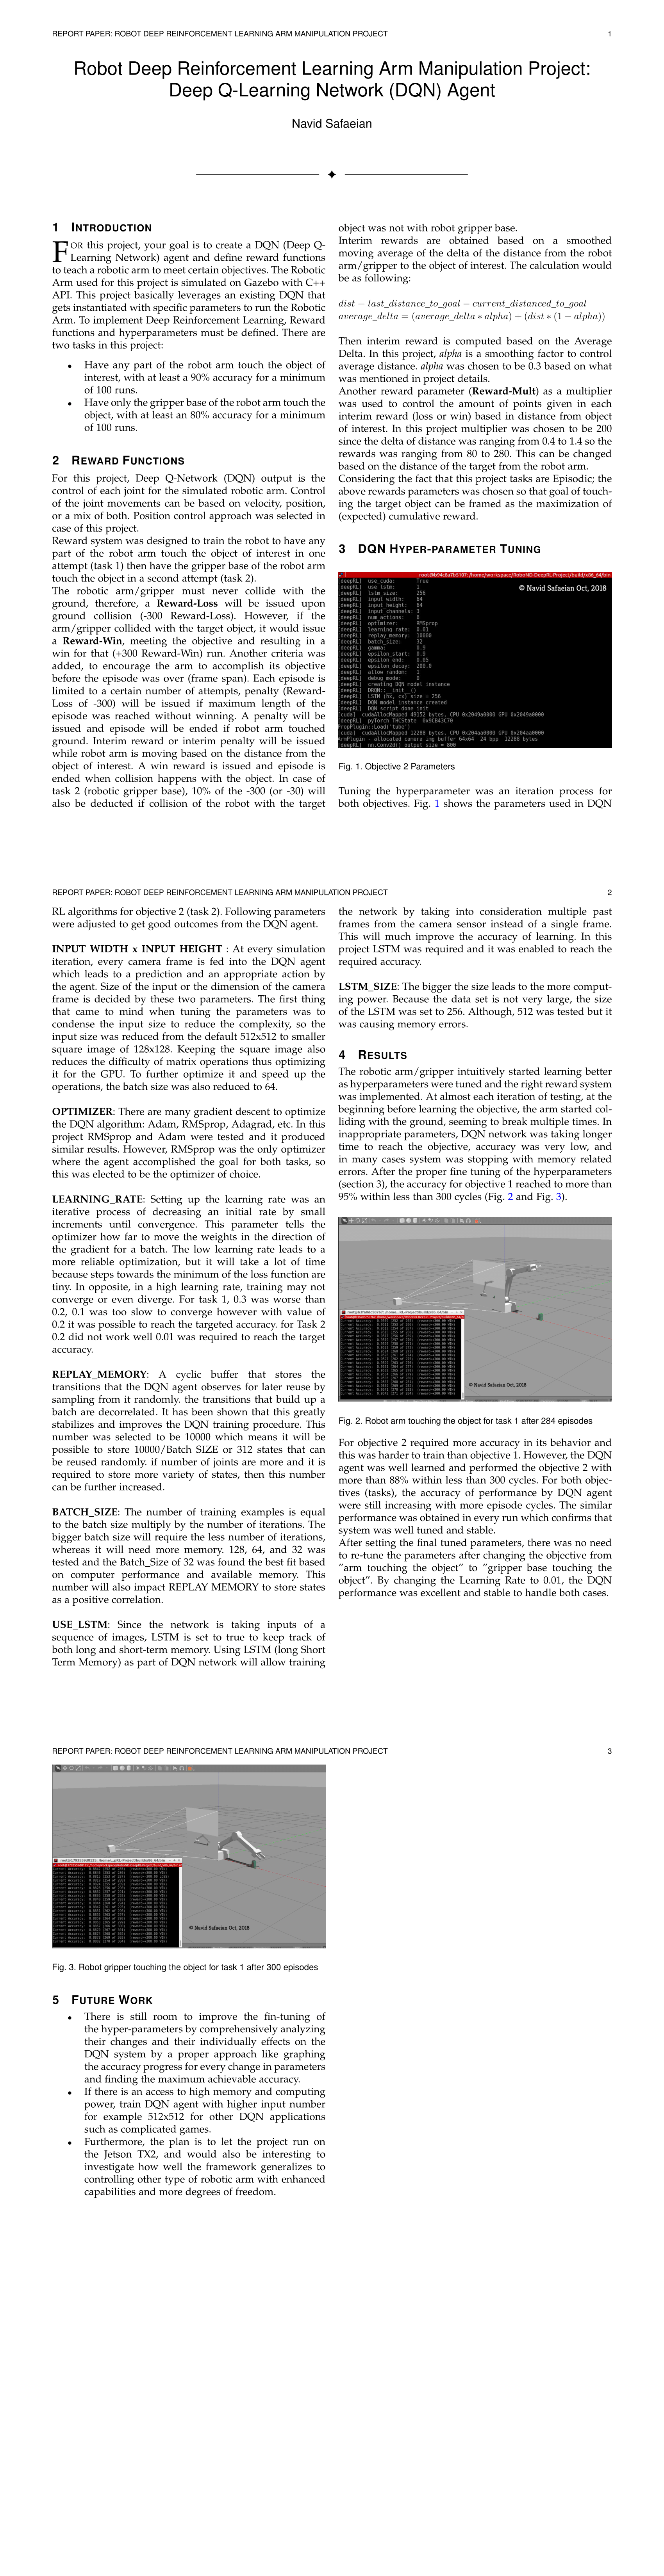 REPORT PAPER: ROBOT DEEP REINFORCEMENT LEARNING ARM MANIPULATION PROJECT 1
Robot Deep Reinforcement Learning Arm Manipulation Project:
Deep Q-Learning Network (DQN) Agent
Navid Safaeian
1 INTRODUCTION
FOR this project, your goal is to create a DQN (Deep Q-
Learning Network) agent and define reward functions
to teach a robotic arm to meet certain objectives. The Robotic
Arm used for this project is simulated on Gazebo with C++
API. This project basically leverages an existing DQN that
gets instantiated with specific parameters to run the Robotic
Arm. To implement Deep Reinforcement Learning, Reward
functions and hyperparameters must be defined. There are
two tasks in this project:
• Have any part of the robot arm touch the object of
interest, with at least a 90% accuracy for a minimum
of 100 runs.
• Have only the gripper base of the robot arm touch the
object, with at least an 80% accuracy for a minimum
of 100 runs.
2 REWARD FUNCTIONS
For this project, Deep Q-Network (DQN) output is the
control of each joint for the simulated robotic arm. Control
of the joint movements can be based on velocity, position,
or a mix of both. Position control approach was selected in
case of this project.
Reward system was designed to train the robot to have any
part of the robot arm touch the object of interest in one
attempt (task 1) then have the gripper base of the robot arm
touch the object in a second attempt (task 2).
The robotic arm/gripper must never collide with the
ground, therefore, a Reward-Loss will be issued upon
ground collision (-300 Reward-Loss). However, if the
arm/gripper collided with the target object, it would issue
a Reward-Win, meeting the objective and resulting in a
win for that (+300 Reward-Win) run. Another criteria was
added, to encourage the arm to accomplish its objective
before the episode was over (frame span). Each episode is
limited to a certain number of attempts, penalty (Reward-
Loss of -300) will be issued if maximum length of the
episode was reached without winning. A penalty will be
issued and episode will be ended if robot arm touched
ground. Interim reward or interim penalty will be issued
while robot arm is moving based on the distance from the
object of interest. A win reward is issued and episode is
ended when collision happens with the object. In case of
task 2 (robotic gripper base), 10% of the -300 (or -30) will
also be deducted if collision of the robot with the target
object was not with robot gripper base.
Interim rewards are obtained based on a smoothed
moving average of the delta of the distance from the robot
arm/gripper to the object of interest. The calculation would
be as following:
dist = last_distance_to_goal − current_distanced_to_goal
average_delta = (average_delta ∗ alpha) + (dist ∗ (1 − alpha))
Then interim reward is computed based on the Average
Delta. In this project, alpha is a smoothing factor to control
average distance. alpha was chosen to be 0.3 based on what
was mentioned in project details.
Another reward parameter (Reward-Mult) as a multiplier
was used to control the amount of points given in each
interim reward (loss or win) based in distance from object
of interest. In this project multiplier was chosen to be 200
since the delta of distance was ranging from 0.4 to 1.4 so the
rewards was ranging from 80 to 280. This can be changed
based on the distance of the target from the robot arm.
Considering the fact that this project tasks are Episodic; the
above rewards parameters was chosen so that goal of touch-
ing the target object can be framed as the maximization of
(expected) cumulative reward.
3 DQN HYPER-PARAMETER TUNING
© Navid Safaeian Oct, 2018
[deepRL] use_cuda: True
[deepRL] use_lstm: 1
[deepRL] lstm_size: 256
[deepRL] input_width: 64
[deepRL] input_height: 64
[deepRL] input_channels: 3
[deepRL] num_actions: 6
[deepRL] optimizer: RMSprop
[deepRL] learning rate: 0.01
[deepRL] replay_memory: 10000
[deepRL] batch_size: 32
[deepRL] gamma: 0.9
[deepRL] epsilon_start: 0.9
[deepRL] epsilon_end: 0.05
[deepRL] epsilon_decay: 200.0
[deepRL] allow_random: 1
[deepRL] debug_mode: 0
[deepRL] creating DQN model instance
[deepRL] DRQN::__init__()
[deepRL] LSTM (hx, cx) size = 256
[deepRL] DQN model instance created
[deepRL] DQN script done init
Fig. 1. Objective 2 Parameters
Tuning the hyperparameter was an iteration process for
both objectives. Fig. 1 shows the parameters used in DQN
REPORT PAPER: ROBOT DEEP REINFORCEMENT LEARNING ARM MANIPULATION PROJECT 2
RL algorithms for objective 2 (task 2). Following parameters
were adjusted to get good outcomes from the DQN agent.
INPUT WIDTH x INPUT HEIGHT : At every simulation
iteration, every camera frame is fed into the DQN agent
which leads to a prediction and an appropriate action by
the agent. Size of the input or the dimension of the camera
frame is decided by these two parameters. The first thing
that came to mind when tuning the parameters was to
condense the input size to reduce the complexity, so the
input size was reduced from the default 512x512 to smaller
square image of 128x128. Keeping the square image also
reduces the difficulty of matrix operations thus optimizing
it for the GPU. To further optimize it and speed up the
operations, the batch size was also reduced to 64.
OPTIMIZER: There are many gradient descent to optimize
the DQN algorithm: Adam, RMSprop, Adagrad, etc. In this
project RMSprop and Adam were tested and it produced
similar results. However, RMSprop was the only optimizer
where the agent accomplished the goal for both tasks, so
this was elected to be the optimizer of choice.
LEARNING_RATE: Setting up the learning rate was an
iterative process of decreasing an initial rate by small
increments until convergence. This parameter tells the
optimizer how far to move the weights in the direction of
the gradient for a batch. The low learning rate leads to a
more reliable optimization, but it will take a lot of time
because steps towards the minimum of the loss function are
tiny. In opposite, in a high learning rate, training may not
converge or even diverge. For task 1, 0.3 was worse than
0.2, 0.1 was too slow to converge however with value of
0.2 it was possible to reach the targeted accuracy. for Task 2
0.2 did not work well 0.01 was required to reach the target
accuracy.
REPLAY_MEMORY: A cyclic buffer that stores the
transitions that the DQN agent observes for later reuse by
sampling from it randomly. the transitions that build up a
batch are decorrelated. It has been shown that this greatly
stabilizes and improves the DQN training procedure. This
number was selected to be 10000 which means it will be
possible to store 10000/Batch SIZE or 312 states that can
be reused randomly. if number of joints are more and it is
required to store more variety of states, then this number
can be further increased.
BATCH_SIZE: The number of training examples is equal
to the batch size multiply by the number of iterations. The
bigger batch size will require the less number of iterations,
whereas it will need more memory. 128, 64, and 32 was
tested and the Batch_Size of 32 was found the best fit based
on computer performance and available memory. This
number will also impact REPLAY MEMORY to store states
as a positive correlation.
USE_LSTM: Since the network is taking inputs of a
sequence of images, LSTM is set to true to keep track of
both long and short-term memory. Using LSTM (long Short
Term Memory) as part of DQN network will allow training
the network by taking into consideration multiple past
frames from the camera sensor instead of a single frame.
This will much improve the accuracy of learning. In this
project LSTM was required and it was enabled to reach the
required accuracy.
LSTM_SIZE: The bigger the size leads to the more comput-
ing power. Because the data set is not very large, the size
of the LSTM was set to 256. Although, 512 was tested but it
was causing memory errors.
4 RESULTS
The robotic arm/gripper intuitively started learning better
as hyperparameters were tuned and the right reward system
was implemented. At almost each iteration of testing, at the
beginning before learning the objective, the arm started col-
liding with the ground, seeming to break multiple times. In
inappropriate parameters, DQN network was taking longer
time to reach the objective, accuracy was very low, and
in many cases system was stopping with memory related
errors. After the proper fine tuning of the hyperparameters
(section 3), the accuracy for objective 1 reached to more than
95% within less than 300 cycles (Fig. 2 and Fig. 3).
© Navid Safaeian Oct, 2018
Fig. 2. Robot arm touching the object for task 1 after 284 episodes
For objective 2 required more accuracy in its behavior and
this was harder to train than objective 1. However, the DQN
agent was well learned and performed the objective 2 with
more than 88% within less than 300 cycles. For both objec-
tives (tasks), the accuracy of performance by DQN agent
were still increasing with more episode cycles. The similar
performance was obtained in every run which confirms that
system was well tuned and stable.
After setting the final tuned parameters, there was no need
to re-tune the parameters after changing the objective from
”arm touching the object” to ”gripper base touching the
object”. By changing the Learning Rate to 0.01, the DQN
performance was excellent and stable to handle both cases.
REPORT PAPER: ROBOT DEEP REINFORCEMENT LEARNING ARM MANIPULATION PROJECT 3
© Navid Safaeian Oct, 2018
Fig. 3. Robot gripper touching the object for task 1 after 300 episodes
5 FUTURE WORK
• There is still room to improve the fin-tuning of
the hyper-parameters by comprehensively analyzing
their changes and their individually effects on the
DQN system by a proper approach like graphing
the accuracy progress for every change in parameters
and finding the maximum achievable accuracy.
• If there is an access to high memory and computing
power, train DQN agent with higher input number
for example 512x512 for other DQN applications
such as complicated games.
• Furthermore, the plan is to let the project run on
the Jetson TX2, and would also be interesting to
investigate how well the framework generalizes to
controlling other type of robotic arm with enhanced
capabilities and more degrees of freedom.